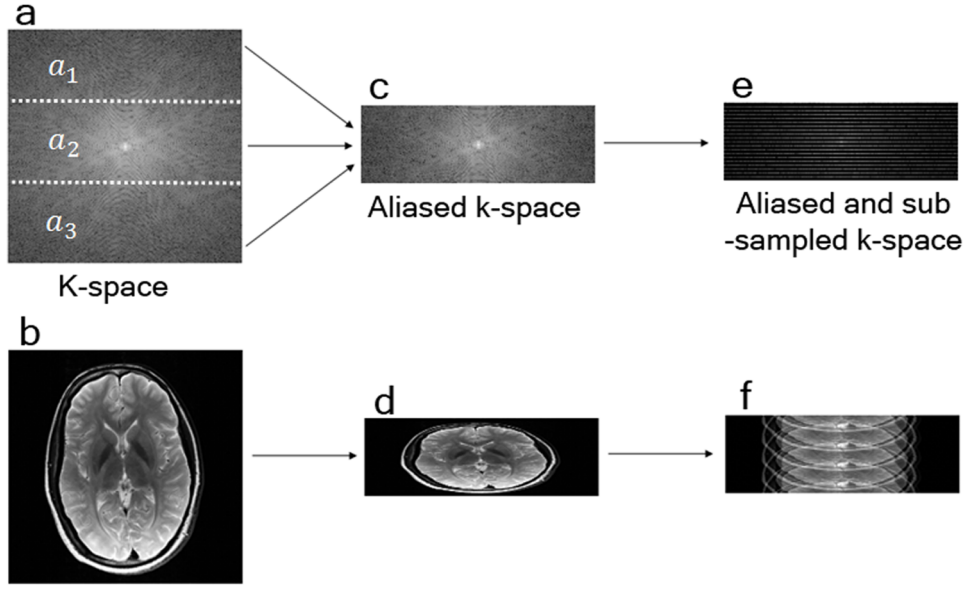 a
a₁
a₂
a₃
K-space
c
Aliased k-space
e
Aliased and sub
-sampled k-space
b
d
f